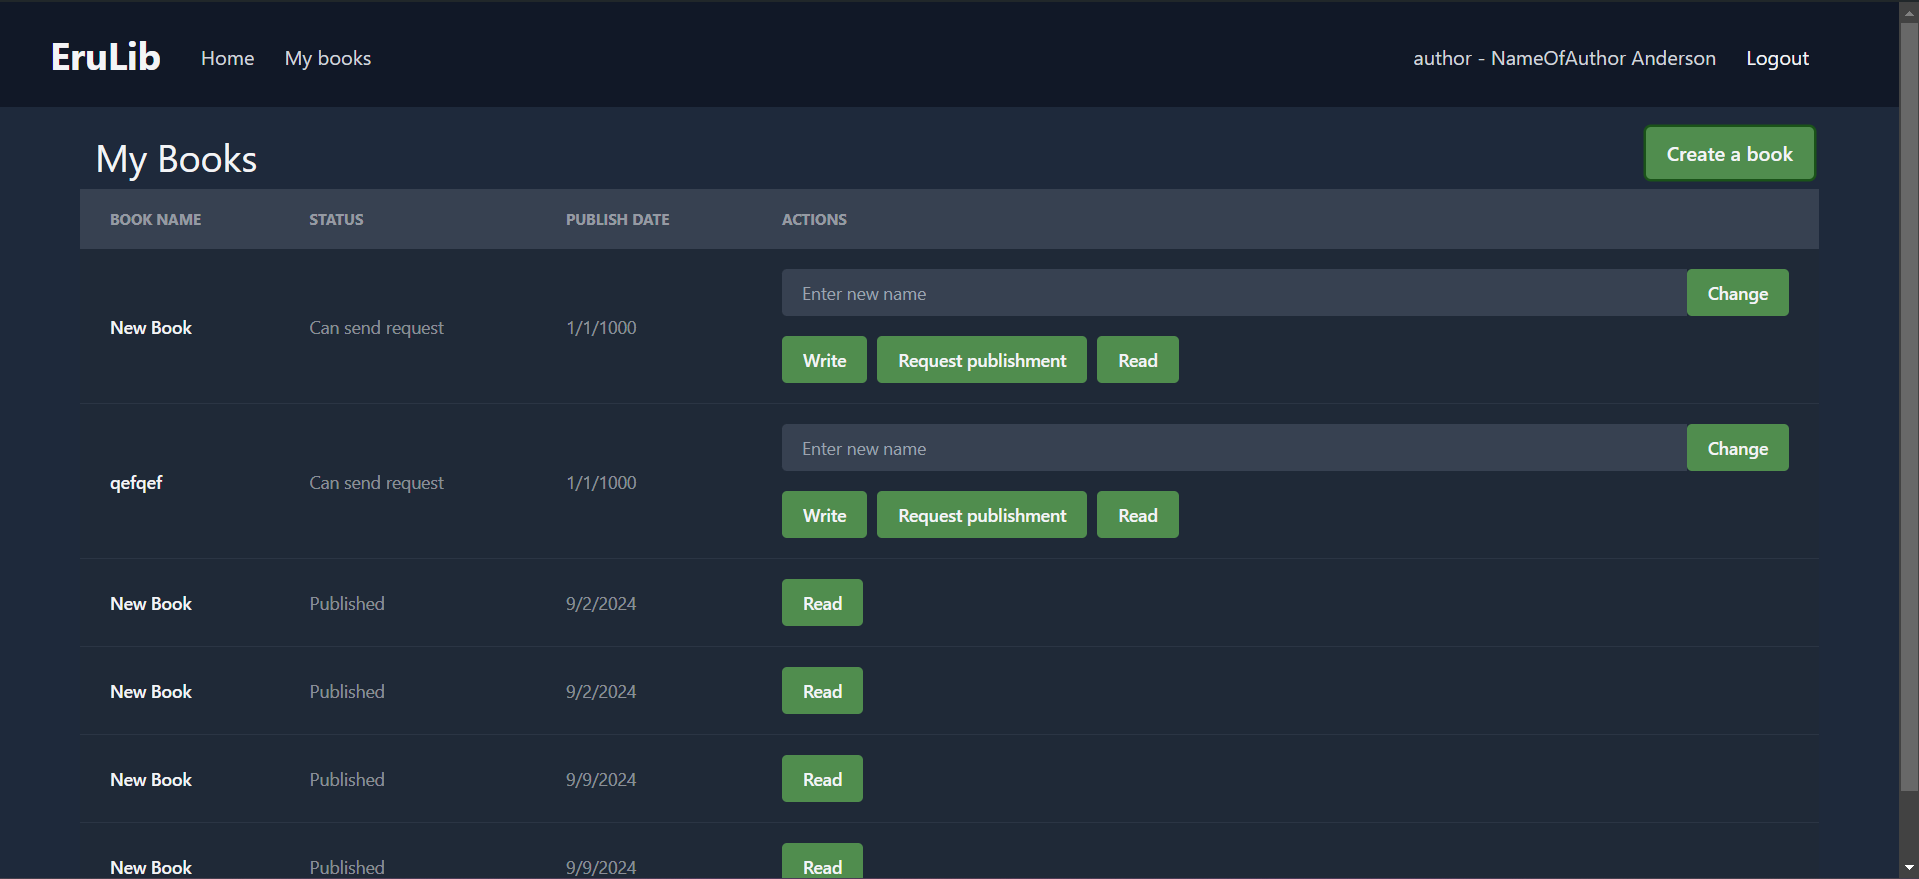 EruLib Home My books author - NameOfAuthor Anderson Logout
My Books Create a book
BOOK NAME STATUS PUBLISH DATE ACTIONS
Enter new name Change
New Book Can send request 1/1/1000
Write Request publishment Read
Enter new name Change
qefqef Can send request 1/1/1000
Write Request publishment Read
New Book Published 9/2/2024 Read
New Book Published 9/2/2024 Read
New Book Published 9/9/2024 Read
New Book Published 9/9/2024 Read